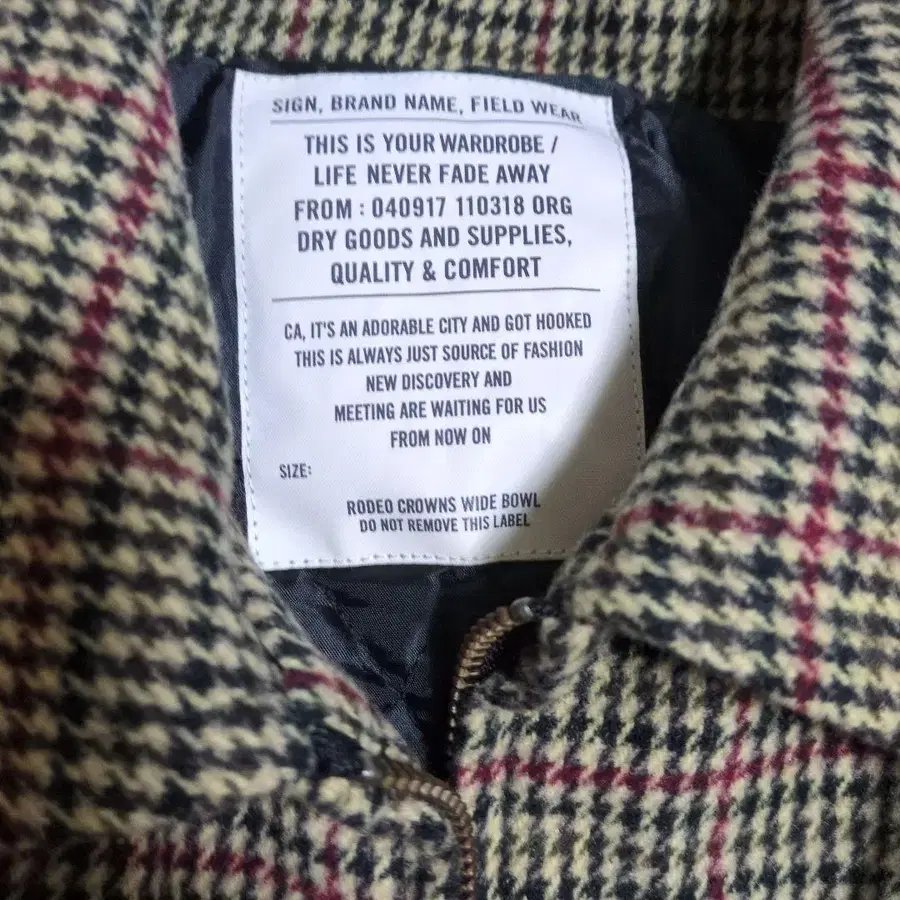 SIGN, BRAND NAME, FIELD WEAR
THIS IS YOUR WARDROBE /
LIFE NEVER FADE AWAY
FROM : 040917 110318 ORG
DRY GOODS AND SUPPLIES,
QUALITY & COMFORT
CA, IT'S AN ADORABLE CITY AND GOT HOOKED
THIS IS ALWAYS JUST SOURCE OF FASHION
NEW DISCOVERY AND
MEETING ARE WAITING FOR US
FROM NOW ON
SIZE:
RODEO CROWNS WIDE BOWL
DO NOT REMOVE THIS LABEL